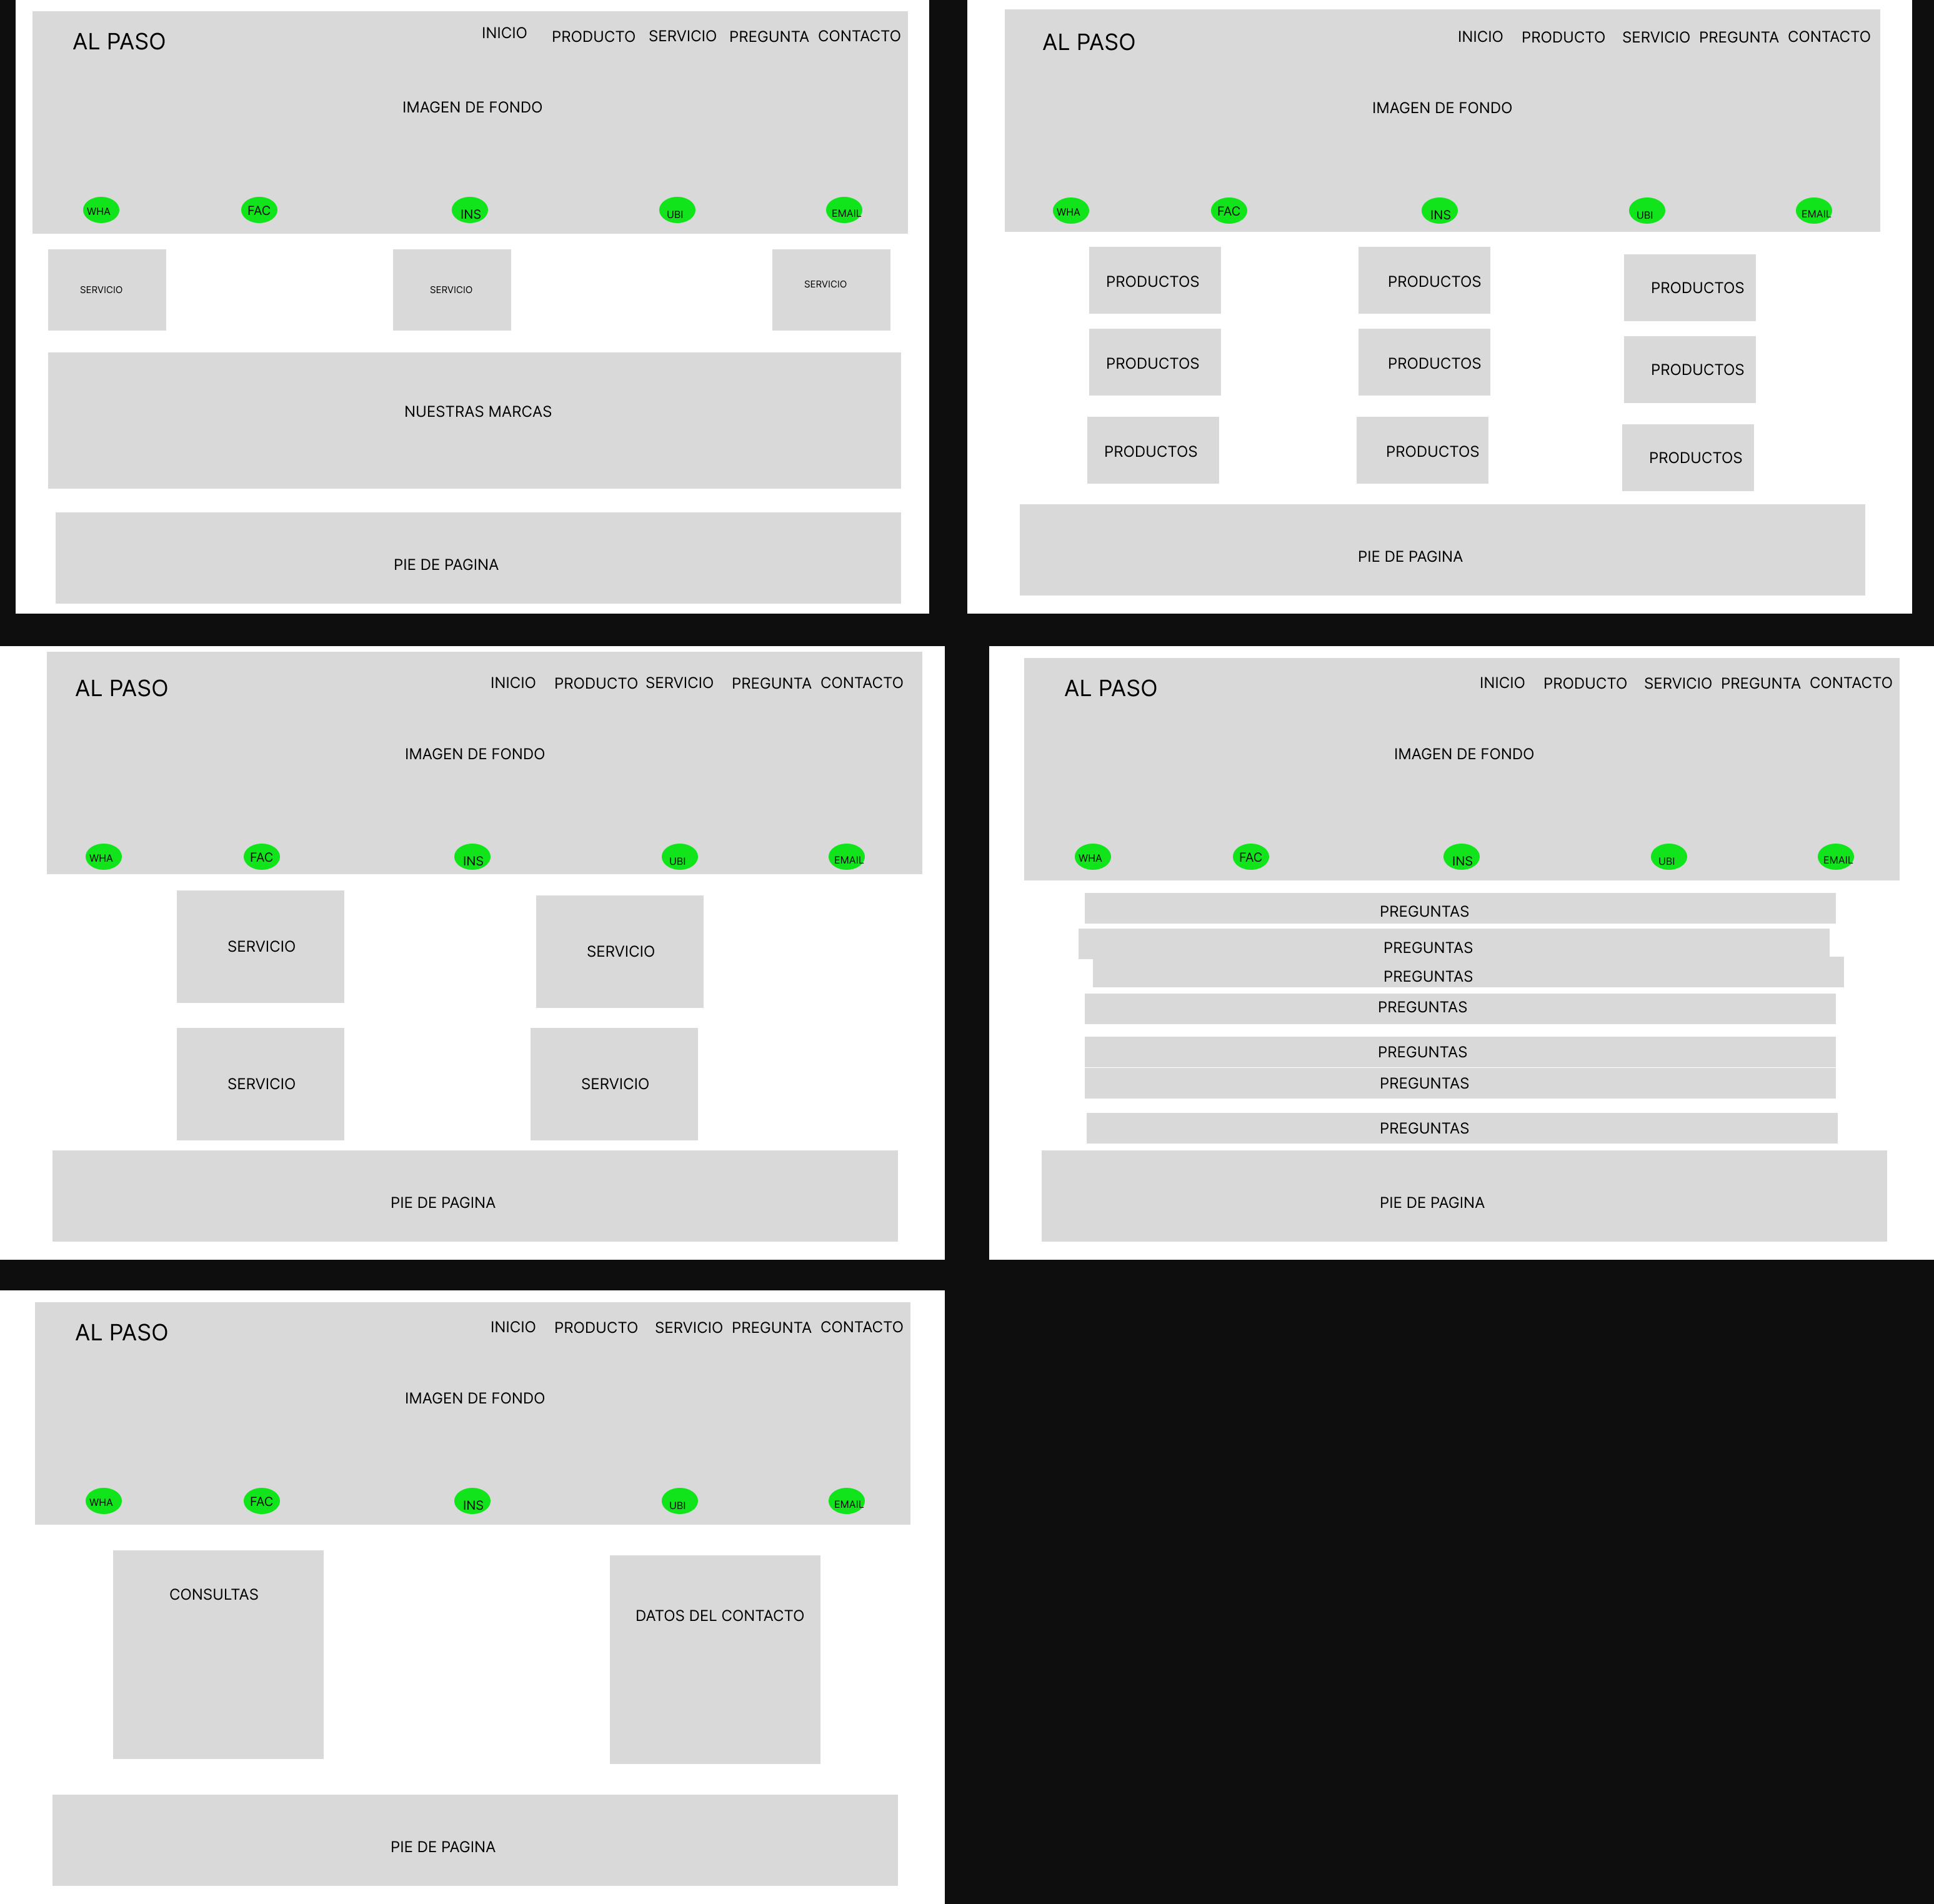 AL PASO
INICIO PRODUCTO SERVICIO PREGUNTA CONTACTO
IMAGEN DE FONDO
WHA FAC INS UBI EMAIL
SERVICIO SERVICIO SERVICIO
NUESTRAS MARCAS
PIE DE PAGINA
AL PASO
INICIO PRODUCTO SERVICIO PREGUNTA CONTACTO
IMAGEN DE FONDO
WHA FAC INS UBI EMAIL
PRODUCTOS PRODUCTOS PRODUCTOS
PRODUCTOS PRODUCTOS PRODUCTOS
PRODUCTOS PRODUCTOS PRODUCTOS
PIE DE PAGINA
AL PASO
INICIO PRODUCTO SERVICIO PREGUNTA CONTACTO
IMAGEN DE FONDO
WHA FAC INS UBI EMAIL
SERVICIO SERVICIO
SERVICIO SERVICIO
PIE DE PAGINA
AL PASO
INICIO PRODUCTO SERVICIO PREGUNTA CONTACTO
IMAGEN DE FONDO
WHA FAC INS UBI EMAIL
PREGUNTAS
PREGUNTAS
PREGUNTAS
PREGUNTAS
PREGUNTAS
PREGUNTAS
PREGUNTAS
PIE DE PAGINA
AL PASO
INICIO PRODUCTO SERVICIO PREGUNTA CONTACTO
IMAGEN DE FONDO
WHA FAC INS UBI EMAIL
CONSULTAS
DATOS DEL CONTACTO
PIE DE PAGINA